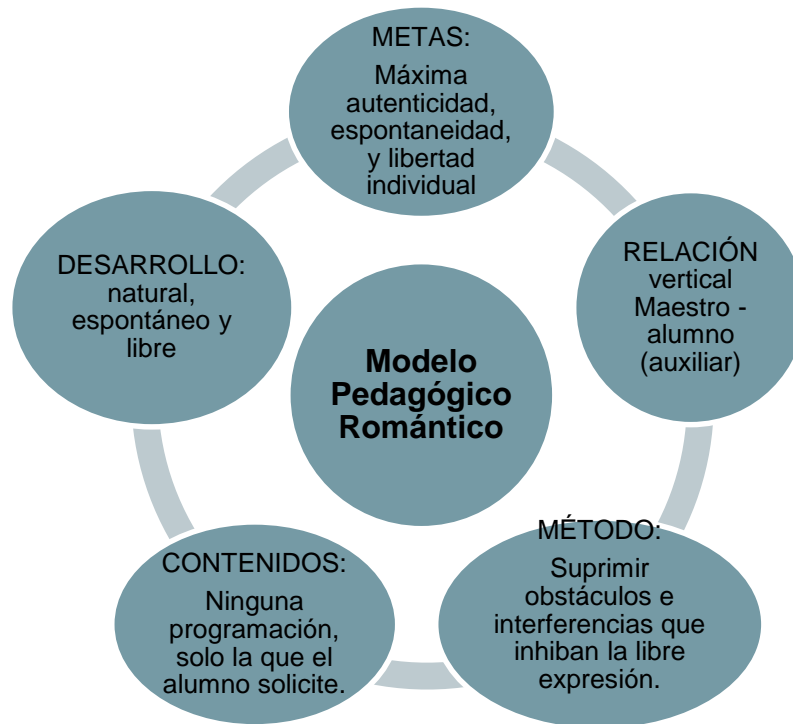 METAS:
Máxima
autenticidad,
espontaneidad,
y libertad
individual
RELACIÓN
vertical
Maestro -
alumno
(auxiliar)
MÉTODO:
Suprimir
obstáculos e
interferencias que
inhiban la libre
expresión.
CONTENIDOS:
Ninguna
programación,
solo la que el
alumno solicite.
DESARROLLO:
natural,
espontáneo y
libre
Modelo
Pedagógico
Romántico